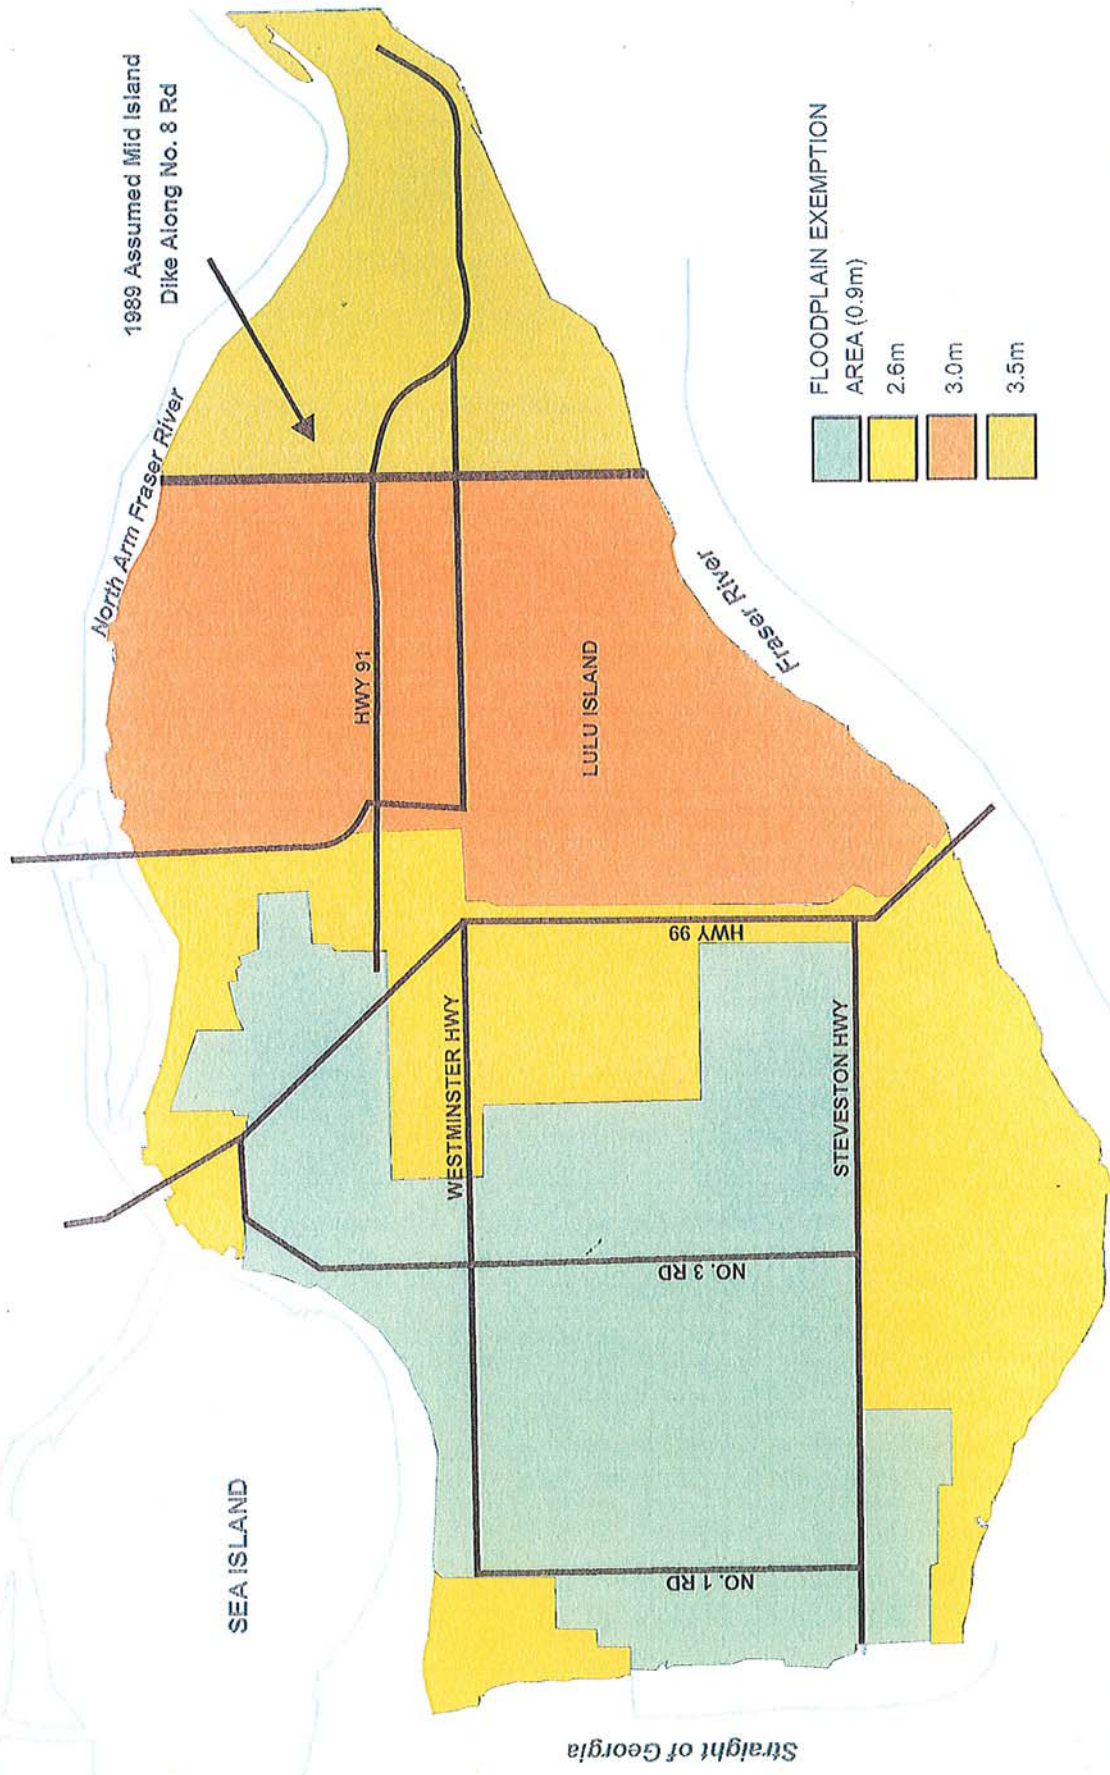 1989 Assumed Mid Island
Dike Along No. 8 Rd
North Arm Fraser River
HWY 91
LULU ISLAND
Fraser River
HWY 99
WESTMINSTER HWY
STEVESTON HWY
NO. 3 RD
NO. 1 RD
SEA ISLAND
Straight of Georgia
FLOODPLAIN EXEMPTION
AREA (0.9m)
2.6m
3.0m
3.5m